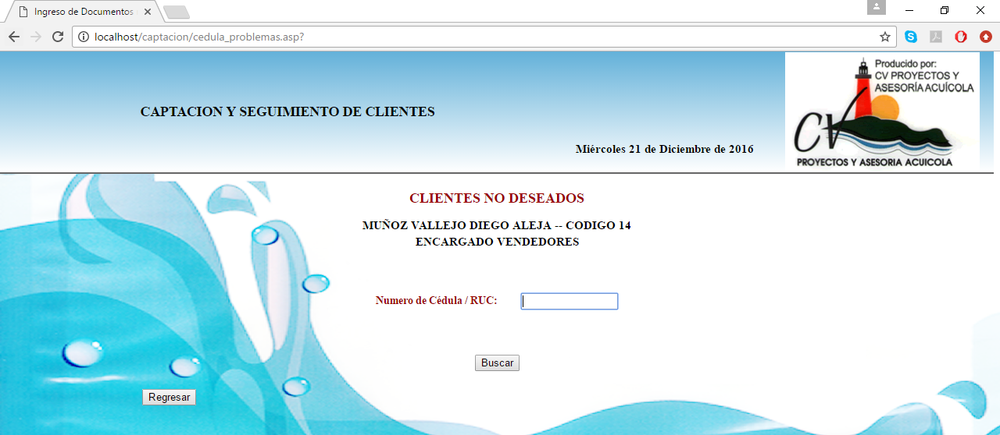 Ingreso de Documentos
localhost/captacion/cedula_problemas.asp?
Producido por:
CV PROYECTOS Y
ASESORÍA ACUÍCOLA
CAPTACION Y SEGUIMIENTO DE CLIENTES
CV
Miércoles 21 de Diciembre de 2016
PROYECTOS Y ASESORIA ACUICOLA
CLIENTES NO DESEADOS
MUÑOZ VALLEJO DIEGO ALEJA -- CODIGO 14
ENCARGADO VENDEDORES
Numero de Cédula / RUC:
Buscar
Regresar